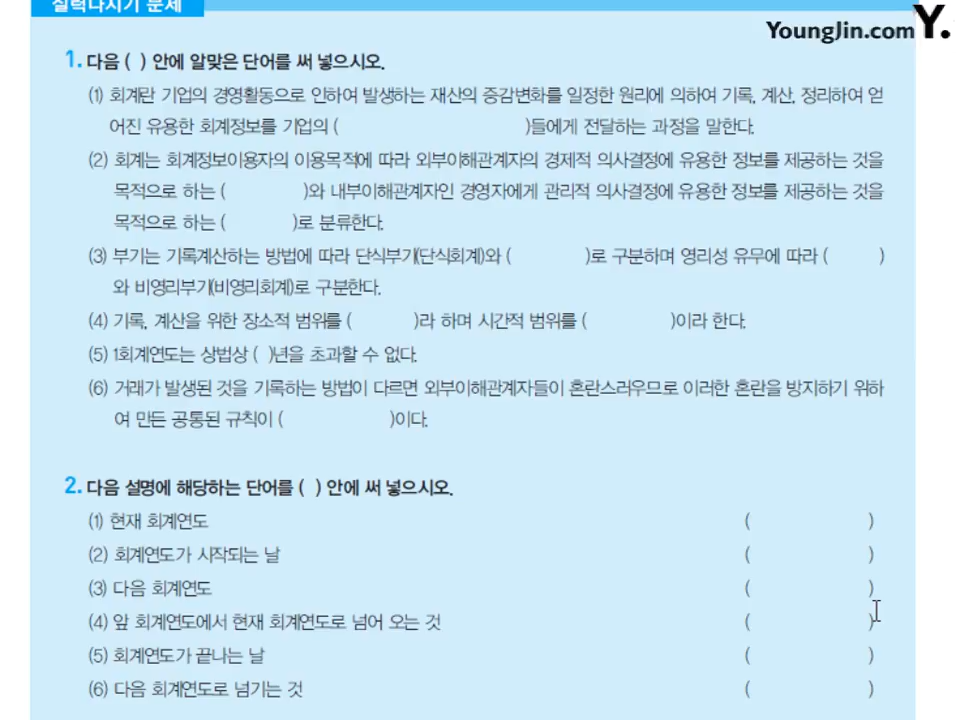 실력다지기 문제
YoungJin.com Y.
1. 다음 ( ) 안에 알맞은 단어를 써 넣으시오.
(1) 회계란 기업의 경영활동으로 인하여 발생하는 재산의 증감변화를 일정한 원리에 의하여 기록, 계산, 정리하여 얻
어진 유용한 회계정보를 기업의 ( )들에게 전달하는 과정을 말한다.
(2) 회계는 회계정보이용자의 이용목적에 따라 외부이해관계자의 경제적 의사결정에 유용한 정보를 제공하는 것을
목적으로 하는 ( )와 내부이해관계자인 경영자에게 관리적 의사결정에 유용한 정보를 제공하는 것을
목적으로 하는 ( )로 분류한다.
(3) 부기는 기록계산하는 방법에 따라 단식부기(단식회계)와 ( )로 구분하며 영리성 유무에 따라 ( )
와 비영리부기(비영리회계)로 구분한다.
(4) 기록, 계산을 위한 장소적 범위를 ( )라 하며 시간적 범위를 ( )이라 한다.
(5) 1회계연도는 상법상 ( )년을 초과할 수 없다.
(6) 거래가 발생된 것을 기록하는 방법이 다르면 외부이해관계자들이 혼란스러우므로 이러한 혼란을 방지하기 위하
여 만든 공통된 규칙이 ( )이다.
2. 다음 설명에 해당하는 단어를 ( ) 안에 써 넣으시오.
(1) 현재 회계연도 ( )
(2) 회계연도가 시작되는 날 ( )
(3) 다음 회계연도 ( )
(4) 앞 회계연도에서 현재 회계연도로 넘어 오는 것 ( )
(5) 회계연도가 끝나는 날 ( )
(6) 다음 회계연도로 넘기는 것 ( )